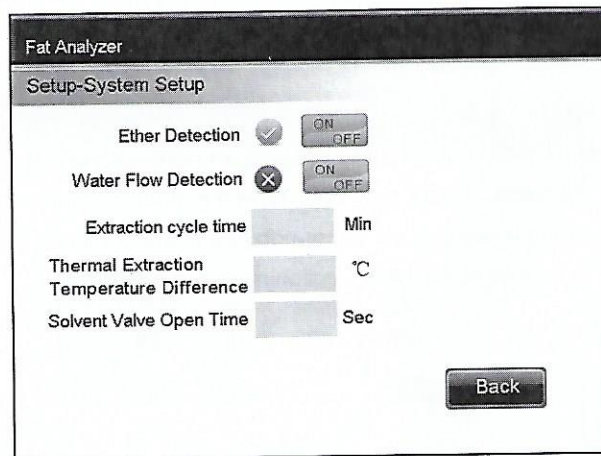 Fat Analyzer
Setup-System Setup
Ether Detection ON OFF
Water Flow Detection ON OFF
Extraction cycle time Min
Thermal Extraction
Temperature Difference ℃
Solvent Valve Open Time Sec
Back